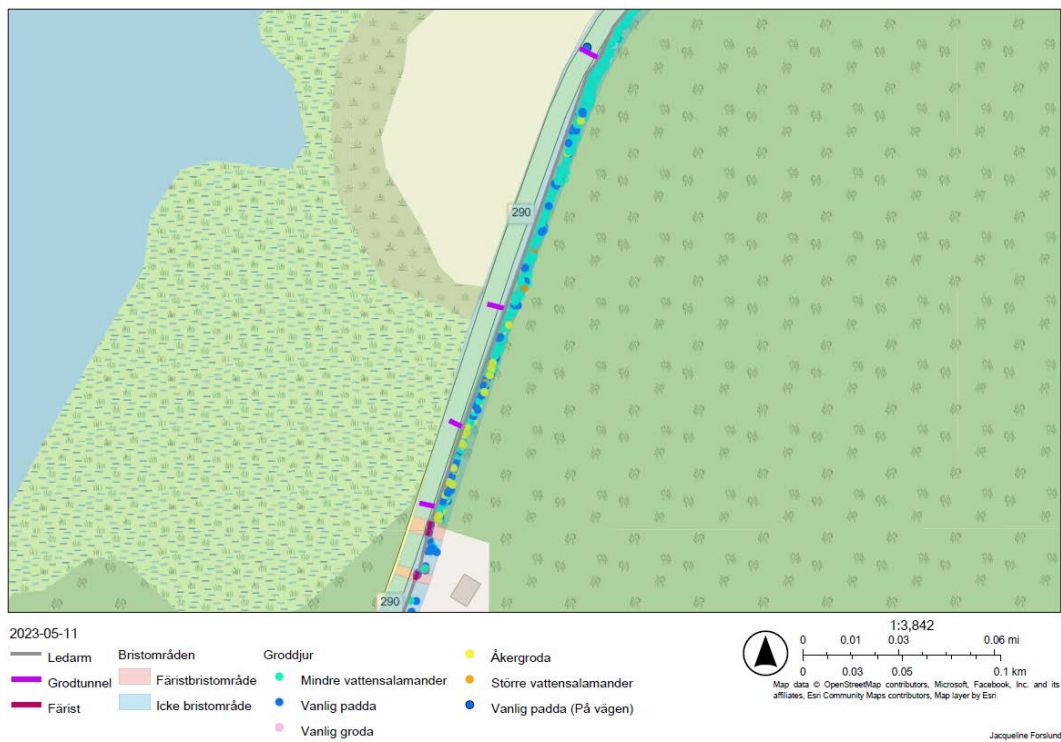 290
290
2023-05-11
Ledarm
Grodtunnel
Färist
Bristområden
Färistbristområde
Icke bristområde
Groddjur
Mindre vattensalamander
Vanlig padda
Vanlig groda
Åkergroda
Större vattensalamander
Vanlig padda (På vägen)
1:3,842
0 0.01 0.03 0.06 mi
0 0.03 0.05 0.1 km
Map data © OpenStreetMap contributors, Microsoft, Facebook, Inc. and its
affiliates, Esri Community Maps contributors, Map layer by Esri
Jacqueline Forslund